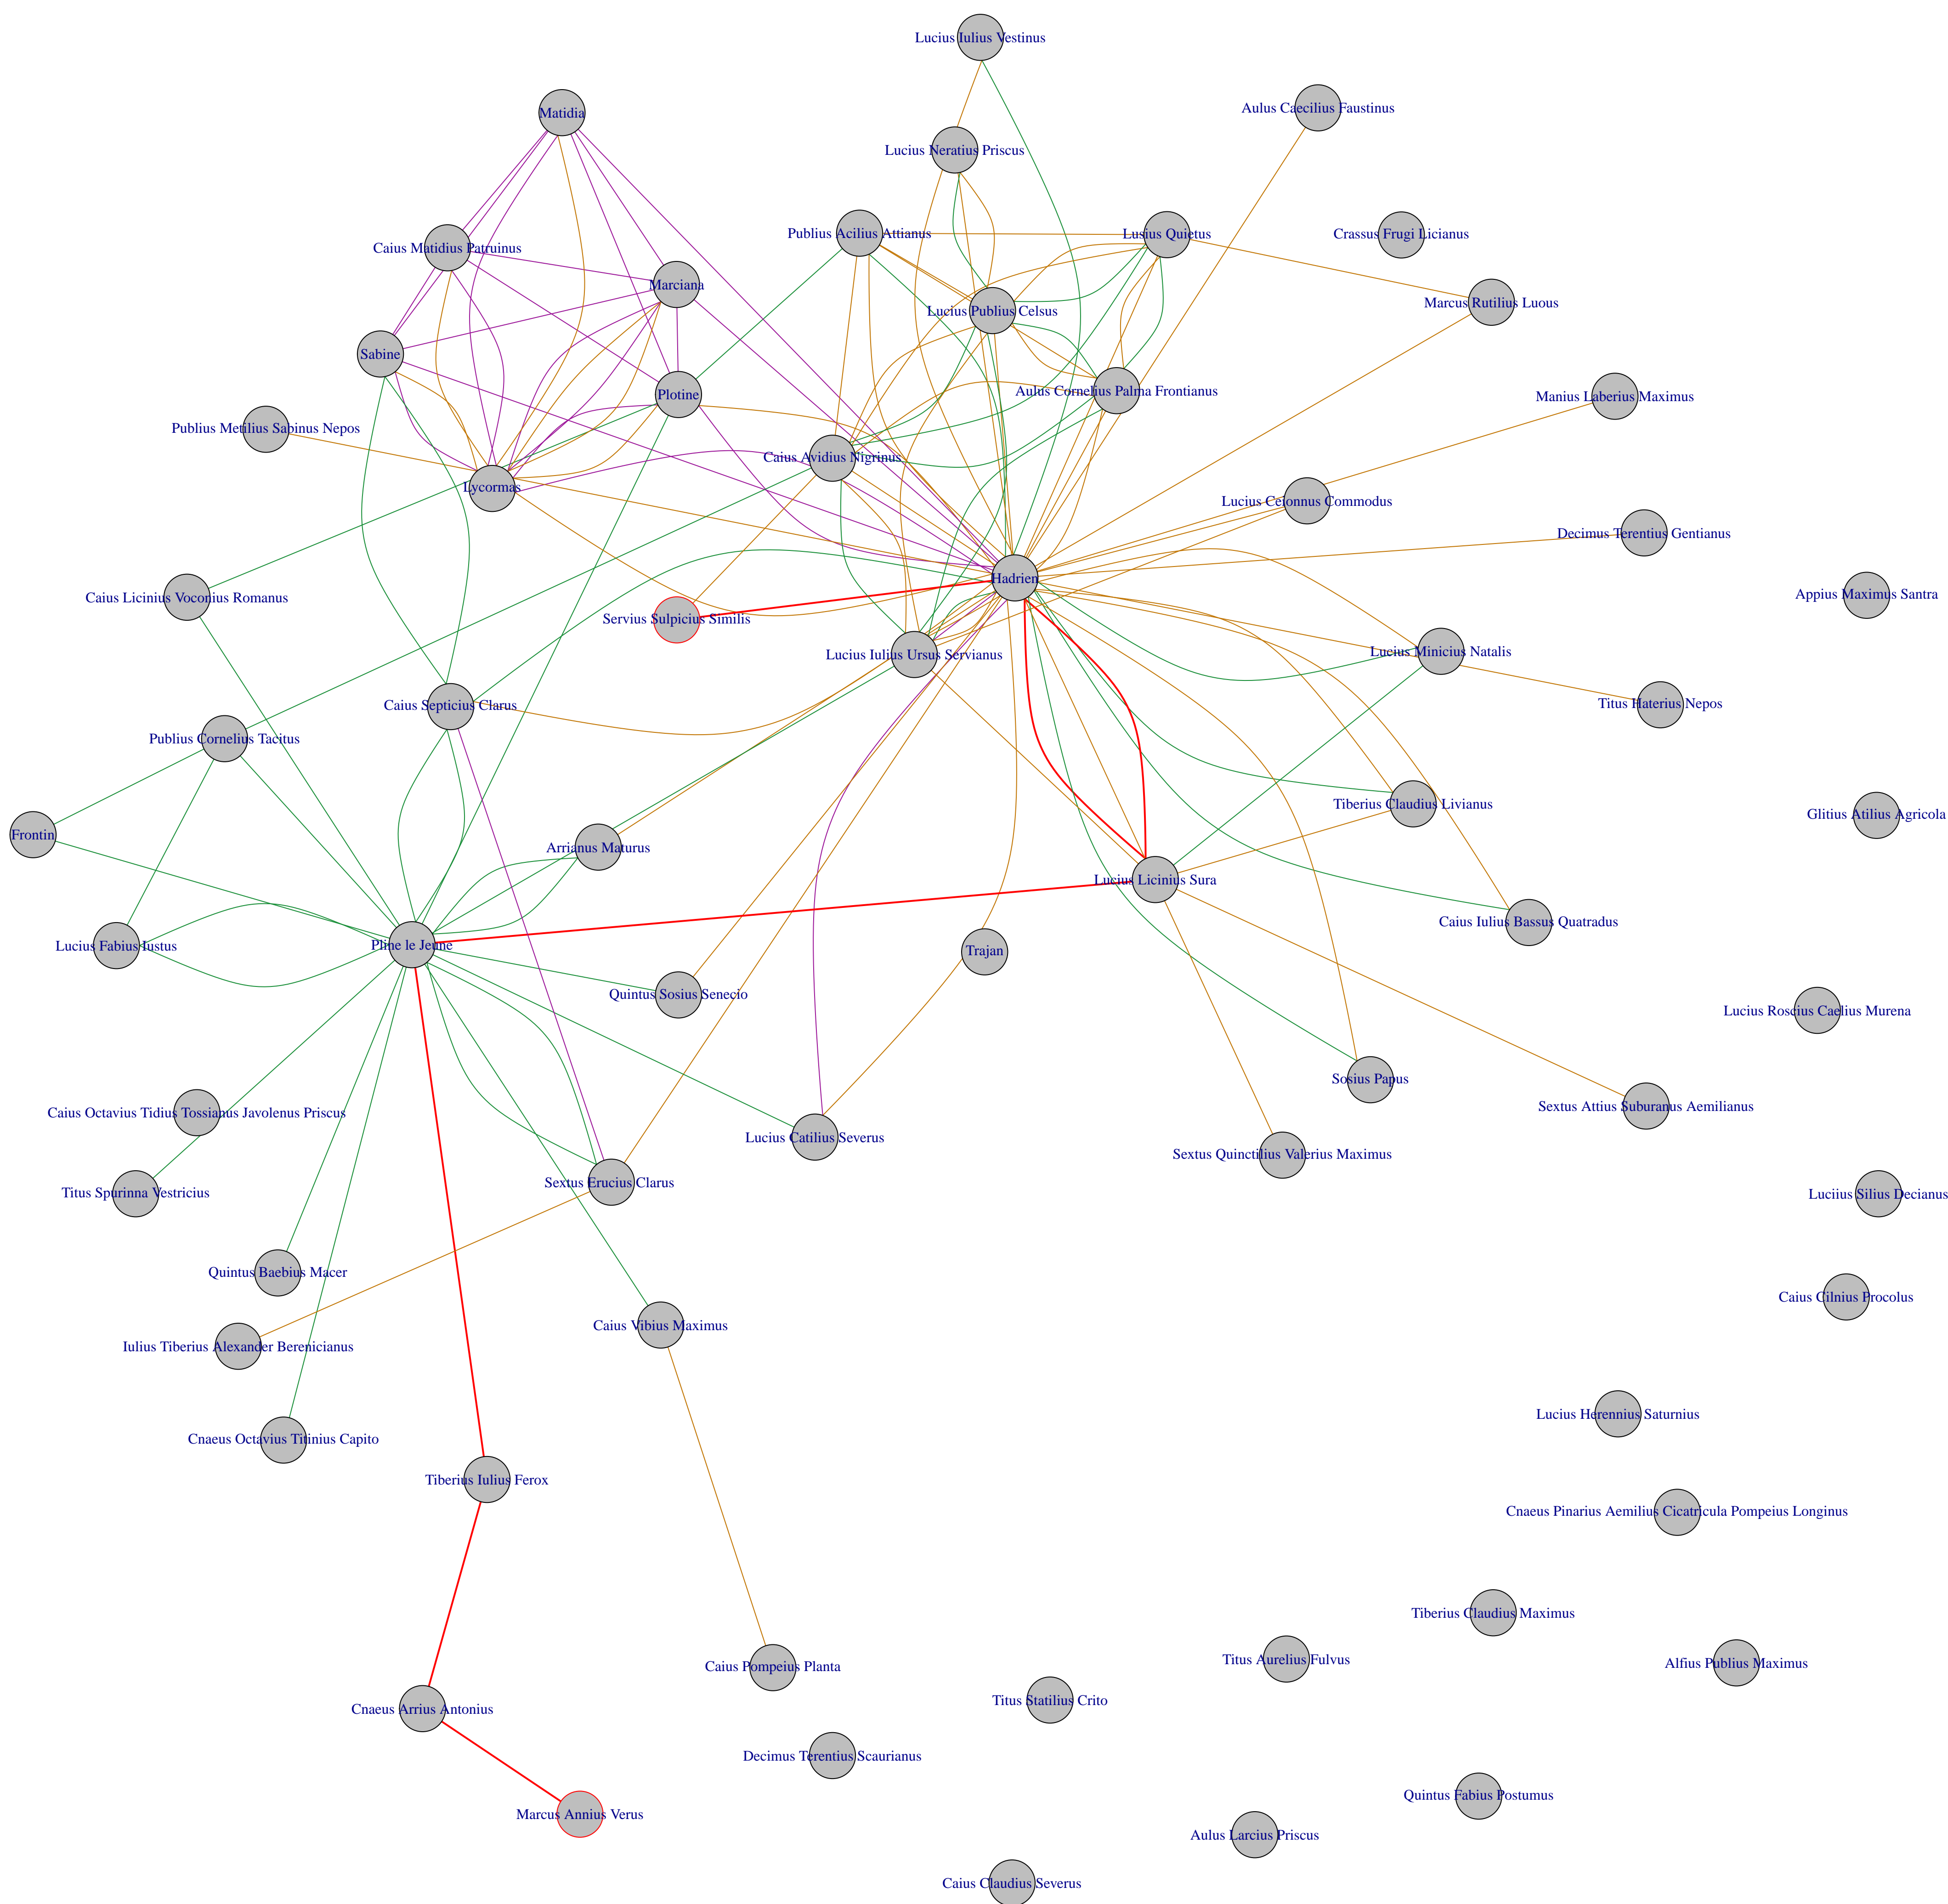 Lucius Iulius Vestinus
Aulus Caecilius Faustinus
Matidia
Lucius Neratius Priscus
Publius Acilius Attianus
Lusius Quietus
Crassus Frugi Licianus
Caius Matidius Patruinus
Marciana
Marcus Rutilius Luous
Lucius Publius Celsus
Sabine
Plotine
Aulus Cornelius Palma Frontianus
Manius Laberius Maximus
Publius Metilius Sabinus Nepos
Caius Avidius Nigrinus
Lycormas
Lucius Ceionnus Commodus
Decimus Terentius Gentianus
Hadrien
Caius Licinius Voconius Romanus
Appius Maximus Santra
Servius Sulpicius Similis
Lucius Iulius Ursus Servianus
Lucius Minicius Natalis
Caius Septicius Clarus
Titus Haterius Nepos
Publius Cornelius Tacitus
Tiberius Claudius Livianus
Glitius Atilius Agricola
Frontin
Arrianus Maturus
Lucius Licinius Sura
Caius Iulius Bassus Quatradus
Lucius Fabius Iustus
Pline le Jeune
Trajan
Quintus Sosius Senecio
Lucius Roscius Caelius Murena
Sosius Papus
Sextus Attius Suburanus Aemilianus
Caius Octavius Tidius Tossianus Javolenus Priscus
Lucius Catilius Severus
Sextus Quinctilius Valerius Maximus
Sextus Erucius Clarus
Titus Spurinna Vestricius
Luciius Silius Decianus
Quintus Baebius Macer
Caius Cilnius Procolus
Caius Vibius Maximus
Iulius Tiberius Alexander Berenicianus
Lucius Herennius Saturnius
Cnaeus Octavius Titinius Capito
Tiberius Iulius Ferox
Cnaeus Pinarius Aemilius Cicatricula Pompeius Longinus
Tiberius Claudius Maximus
Titus Aurelius Fulvus
Alfius Publius Maximus
Caius Pompeius Planta
Titus Statilius Crito
Cnaeus Arrius Antonius
Decimus Terentius Scaurianus
Quintus Fabius Postumus
Marcus Annius Verus
Aulus Larcius Priscus
Caius Claudius Severus